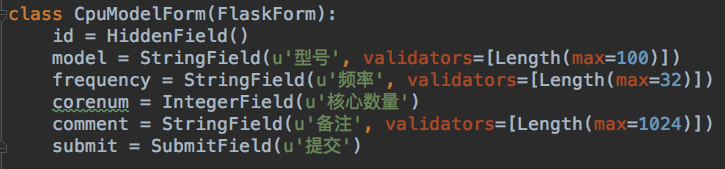 class CpuModelForm(FlaskForm):
    id = HiddenField()
    model = StringField(u'型号', validators=[Length(max=100)])
    frequency = StringField(u'频率', validators=[Length(max=32)])
    corenum = IntegerField(u'核心数量')
    comment = StringField(u'备注', validators=[Length(max=1024)])
    submit = SubmitField(u'提交')